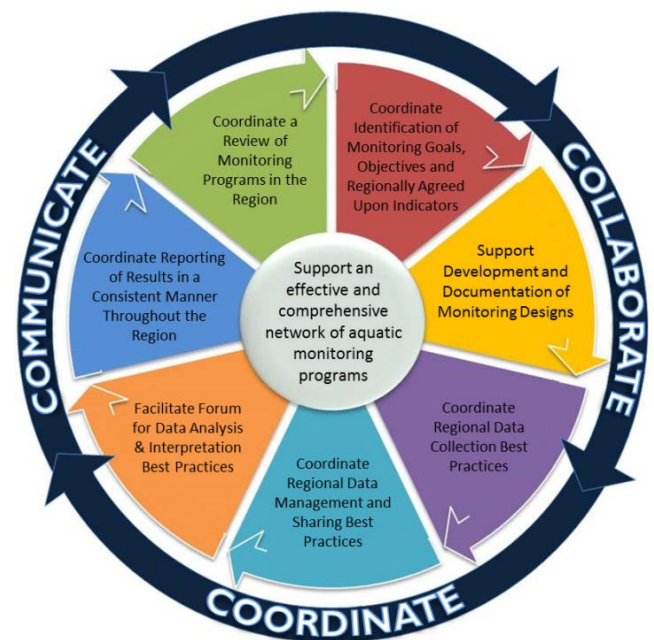 COMMUNICATE
COLLABORATE
COORDINATE
Coordinate
Identification of
Monitoring Goals,
Objectives and
Regionally Agreed
Upon Indicators
Support
Development and
Documentation of
Monitoring Designs
Coordinate
Regional Data
Collection Best
Practices
Coordinate
Regional Data
Management and
Sharing Best
Practices
Facilitate Forum
for Data Analysis
& Interpretation
Best Practices
Coordinate Reporting
of Results in a
Consistent Manner
Throughout the
Region
Coordinate a
Review of
Monitoring
Programs in the
Region
Support an
effective and
comprehensive
network of aquatic
monitoring
programs